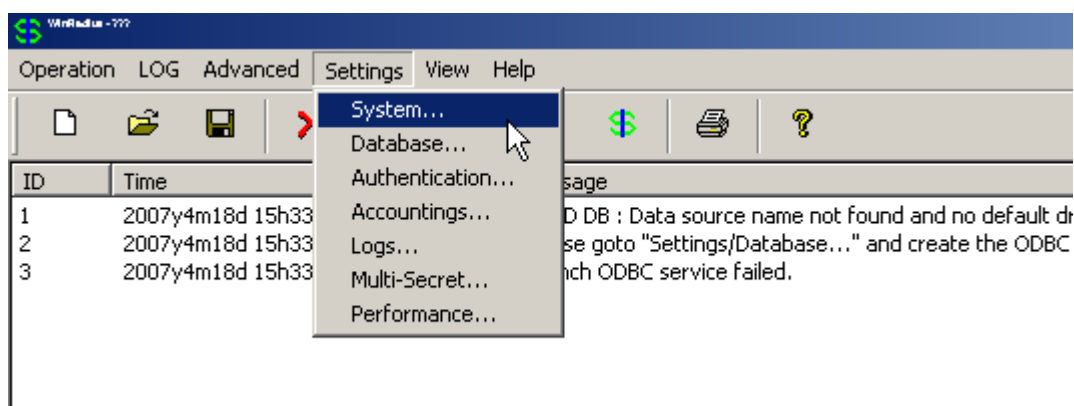 WinRadius - ???
Operation LOG Advanced Settings View Help
System...
Database...
Authentication...
Accountings...
Logs...
Multi-Secret...
Performance...
ID Time sage
1 2007y4m18d 15h33 D DB : Data source name not found and no default
2 2007y4m18d 15h33 se goto "Settings/Database..." and create the ODBC
3 2007y4m18d 15h33 nch ODBC service failed.